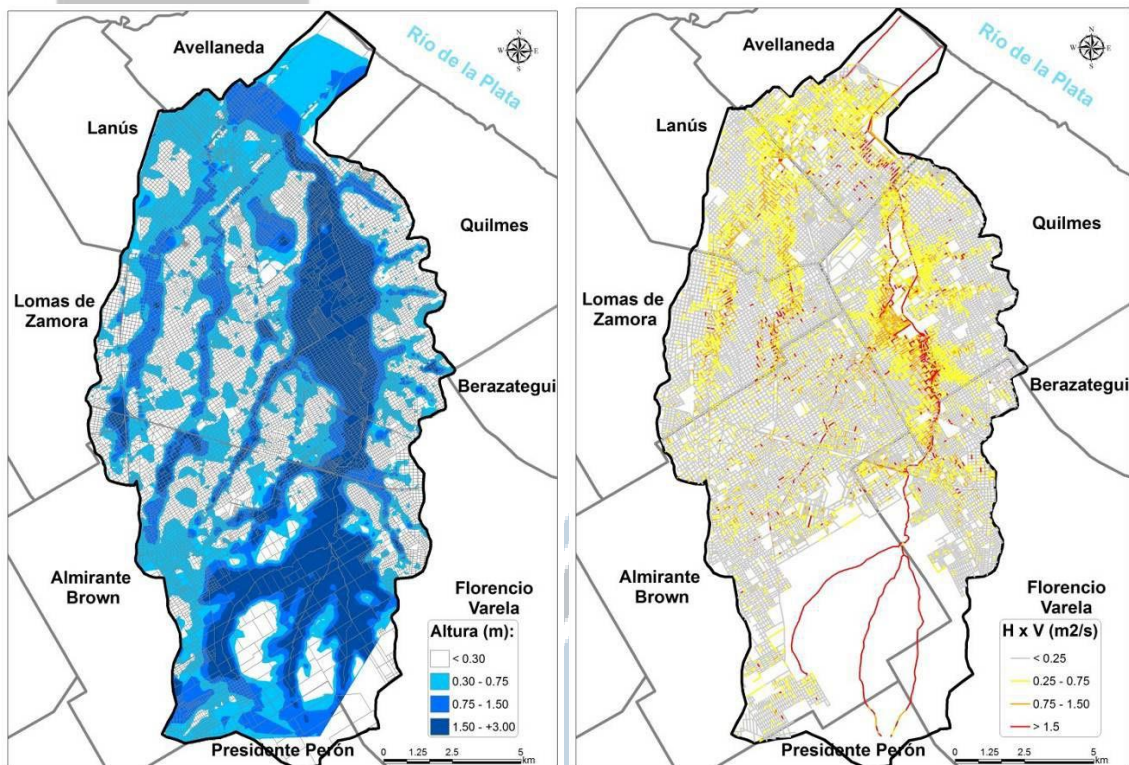 Avellaneda
Río de la Plata
N
W E
S
Lanús
Quilmes
Lomas de
Zamora
Berazategui
Almirante
Brown
Florencio
Varela
Altura (m):
< 0.30
0.30 - 0.75
0.75 - 1.50
1.50 - +3.00
Presidente Perón
0 1.25 2.5 5
km
Avellaneda
Río de la Plata
N
W E
S
Lanús
Quilmes
Lomas de
Zamora
Berazategui
Almirante
Brown
Florencio
Varela
H x V (m2/s)
< 0.25
0.25 - 0.75
0.75 - 1.50
> 1.5
Presidente Perón
0 1.25 2.5 5
km